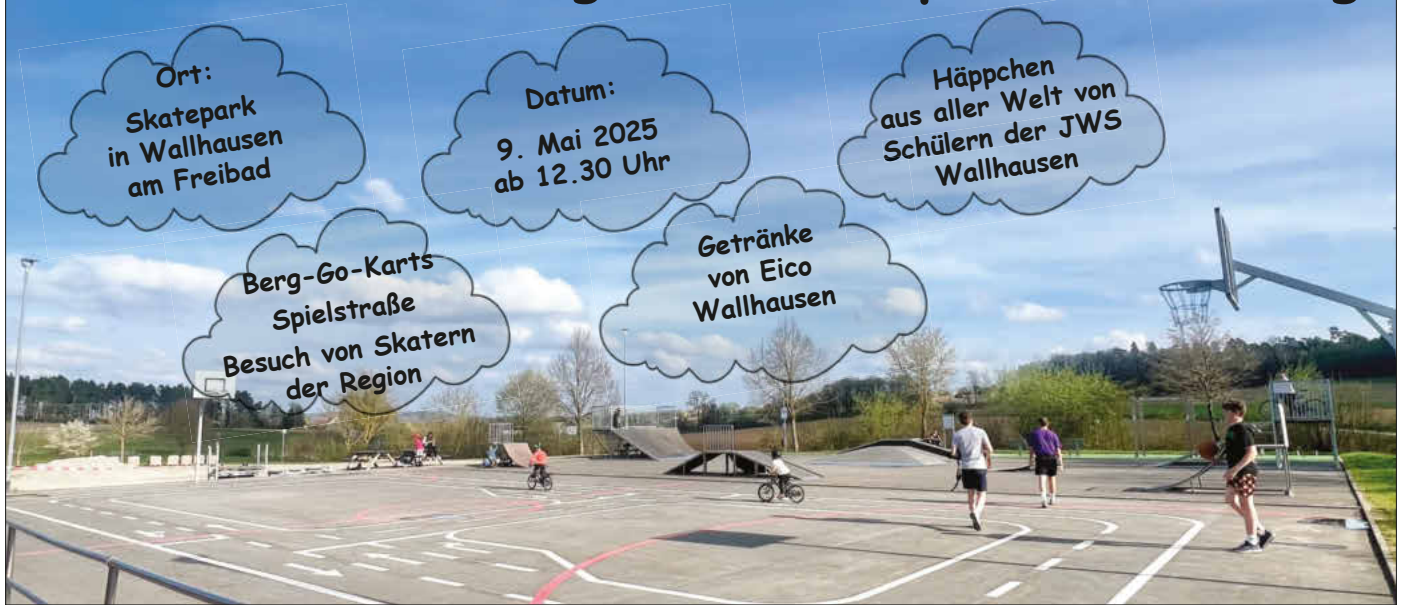 Ort:
Skatepark
in Wallhausen
am Freibad
Datum:
9. Mai 2025
ab 12.30 Uhr
Häppchen
aus aller Welt von
Schülern der JWS
Wallhausen
Berg-Go-Karts
Spielstraße
Besuch von Skatern
der Region
Getränke
von Eico
Wallhausen